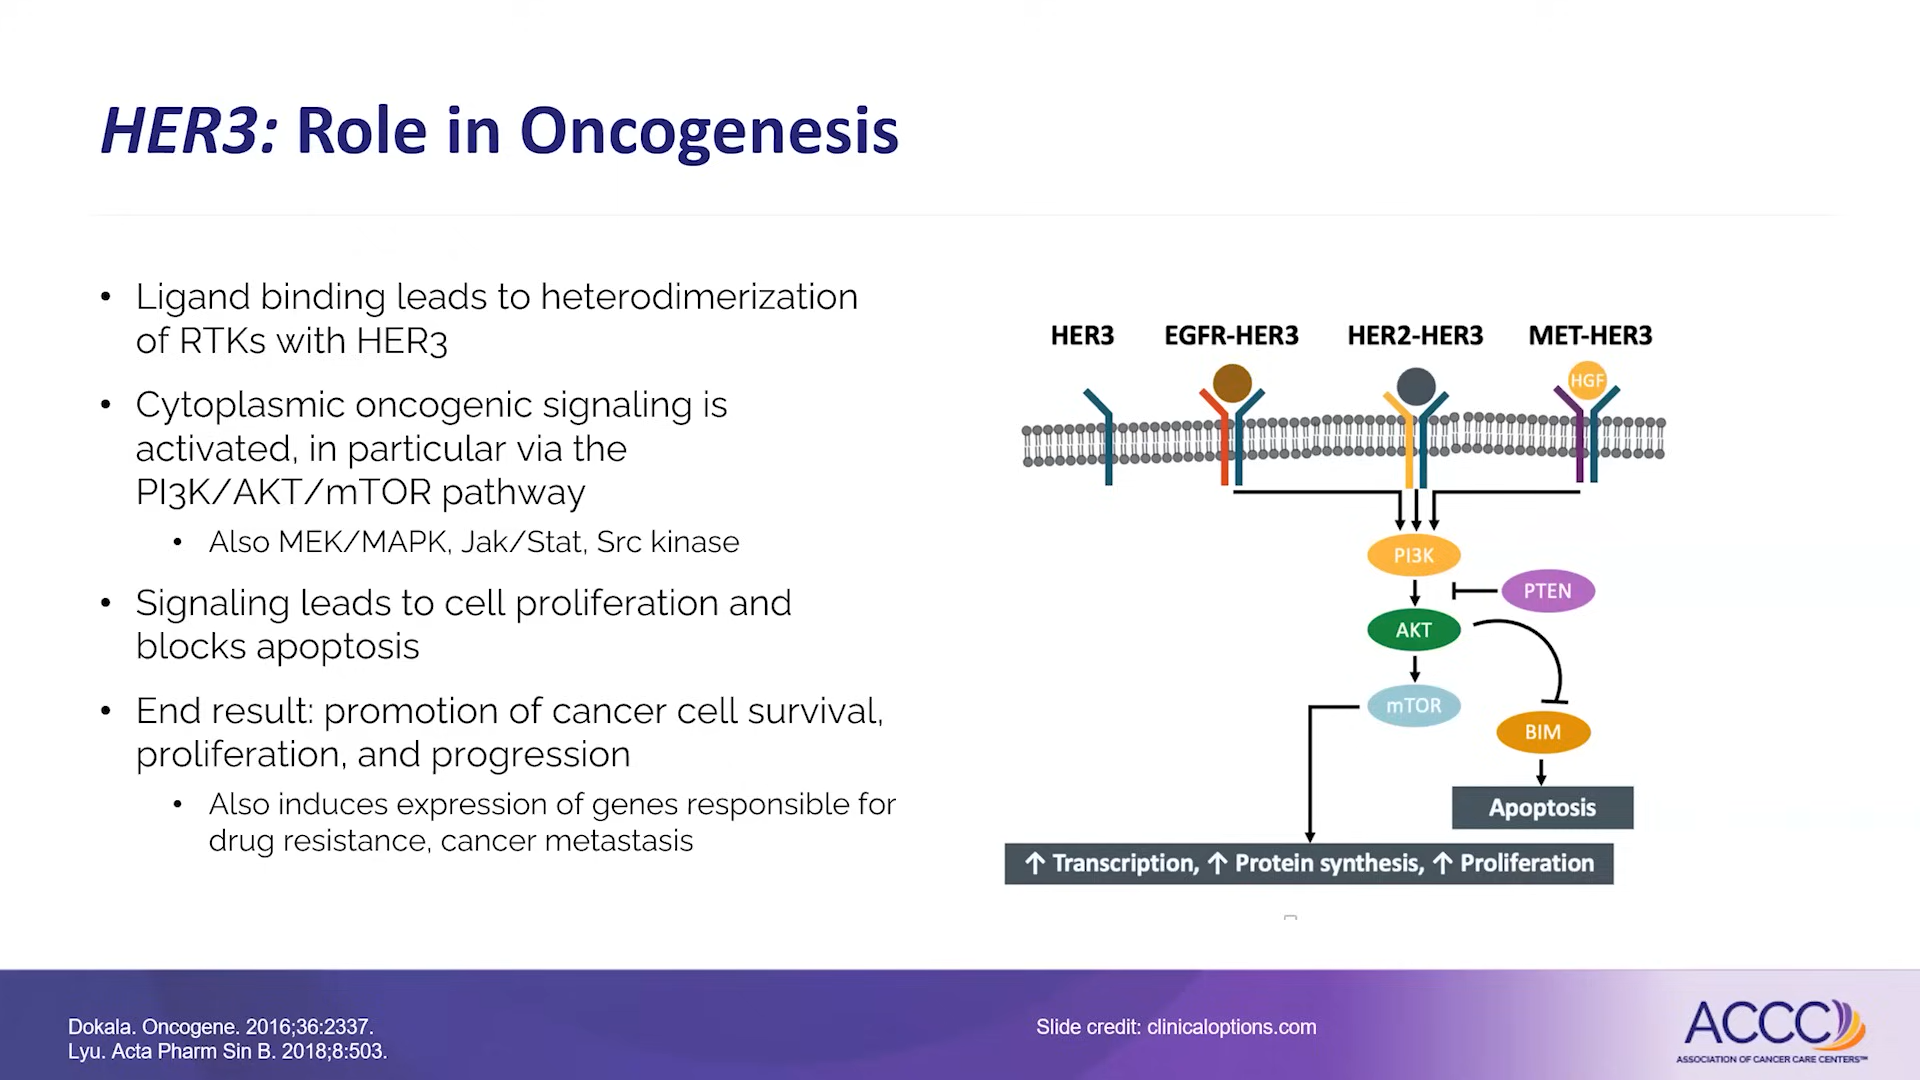 HER3: Role in Oncogenesis
• Ligand binding leads to heterodimerization
of RTKs with HER3
• Cytoplasmic oncogenic signaling is
activated, in particular via the
PI3K/AKT/mTOR pathway
• Also MEK/MAPK, Jak/Stat, Src kinase
• Signaling leads to cell proliferation and
blocks apoptosis
• End result: promotion of cancer cell survival,
proliferation, and progression
• Also induces expression of genes responsible for
drug resistance, cancer metastasis
HER3 EGFR-HER3 HER2-HER3 MET-HER3
HGF
PI3K
PTEN
AKT
mTOR
BIM
Apoptosis
↑ Transcription, ↑ Protein synthesis, ↑ Proliferation
Dokala. Oncogene. 2016;36:2337.
Lyu. Acta Pharm Sin B. 2018;8:503.
Slide credit: clinicaloptions.com
ACCC
ASSOCIATION OF CANCER CARE CENTERS™